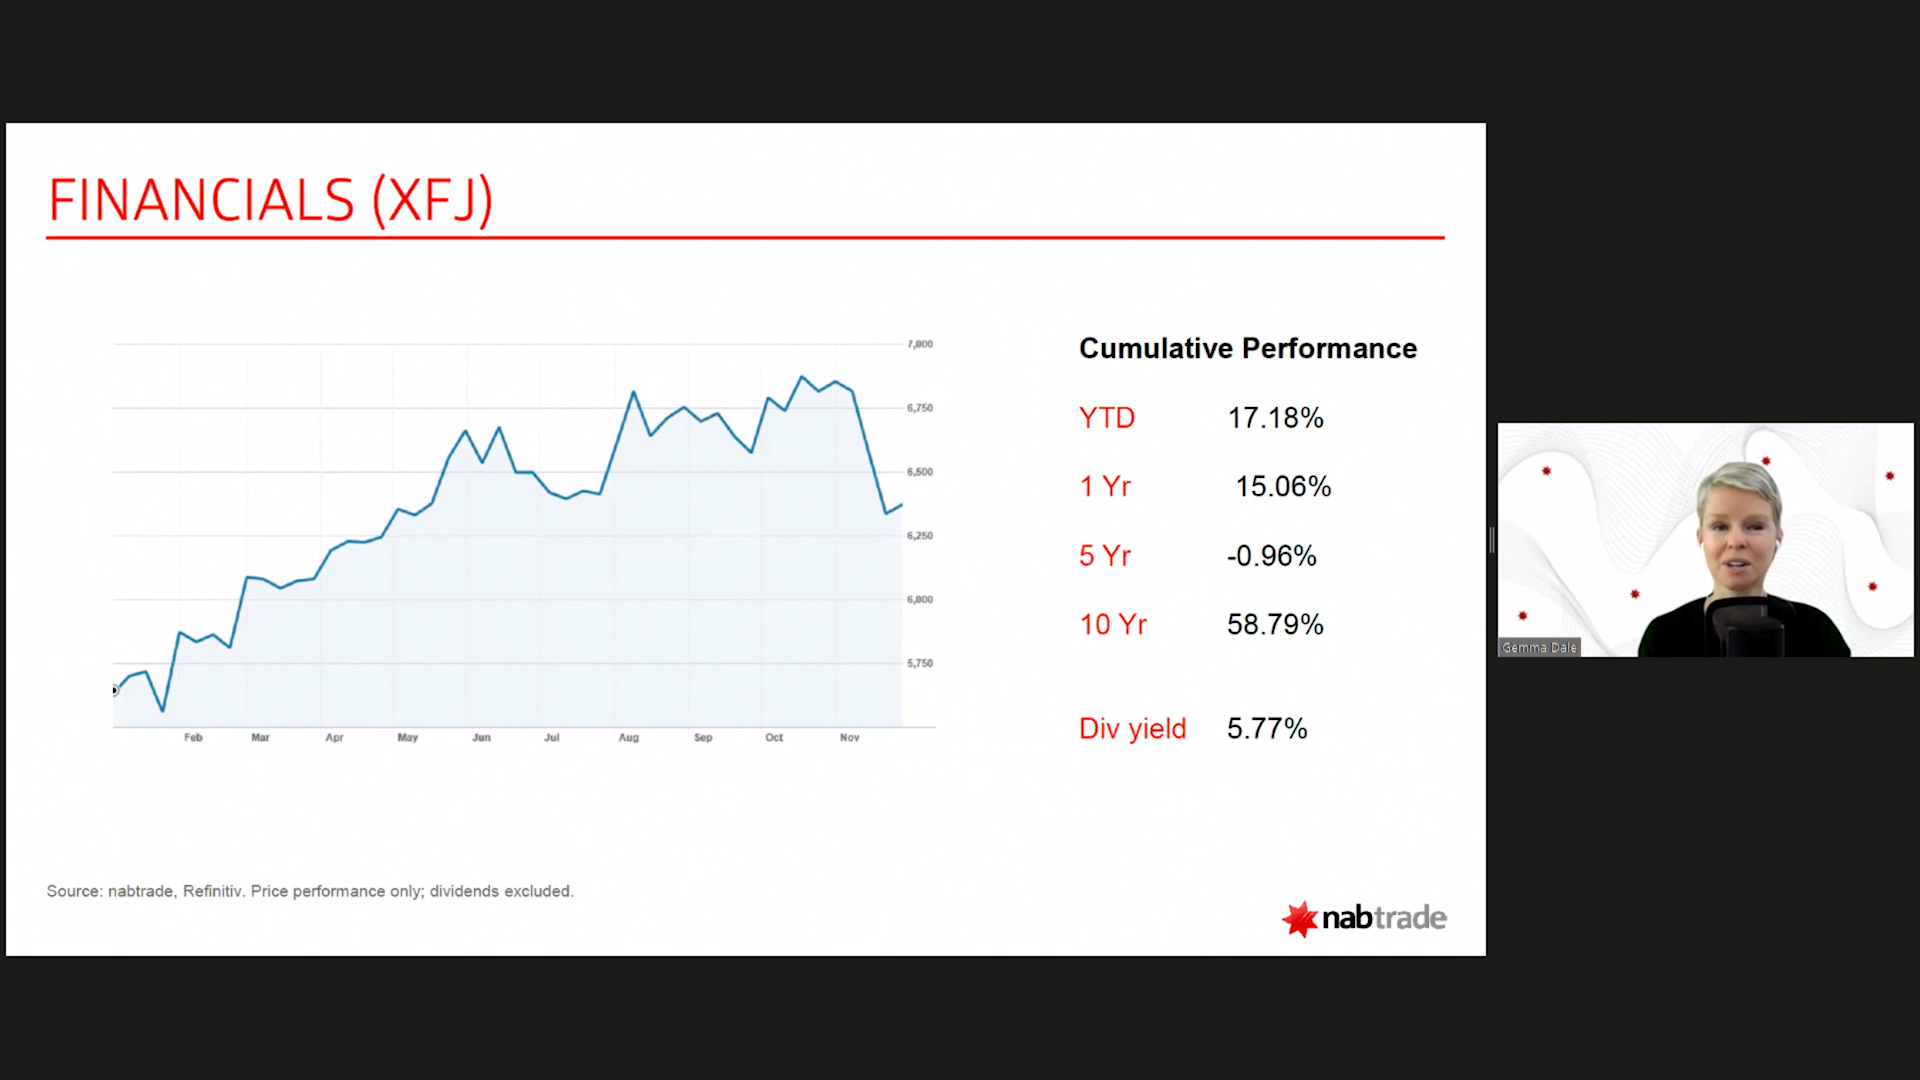 FINANCIALS (XFJ)
7,000
6,750
6,500
6,250
6,000
5,750
Feb Mar Apr May Jun Jul Aug Sep Oct Nov
Cumulative Performance
YTD 17.18%
1 Yr 15.06%
5 Yr -0.96%
10 Yr 58.79%
Div yield 5.77%
Gemma Dale
Source: nabtrade, Refinitiv. Price performance only; dividends excluded.
nabtrade